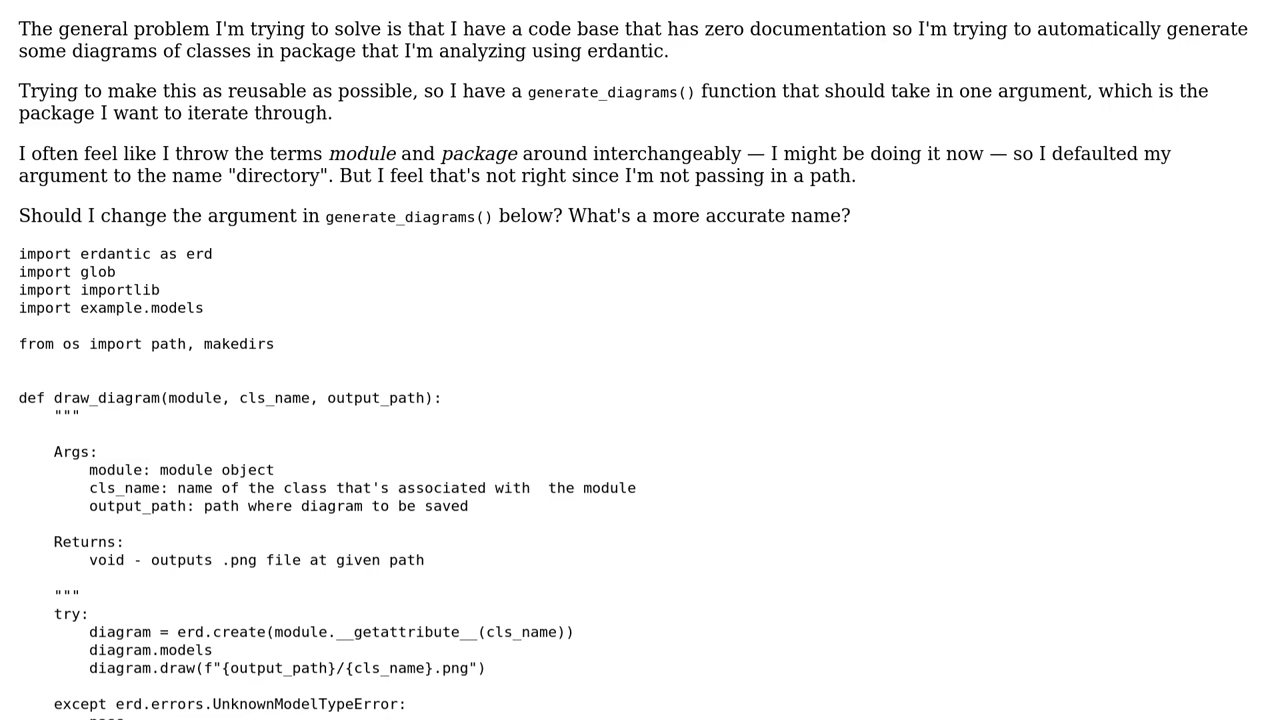 The general problem I'm trying to solve is that I have a code base that has zero documentation so I'm trying to automatically generate
some diagrams of classes in package that I'm analyzing using erdantic.
Trying to make this as reusable as possible, so I have a generate_diagrams() function that should take in one argument, which is the
package I want to iterate through.
I often feel like I throw the terms module and package around interchangeably — I might be doing it now — so I defaulted my
argument to the name "directory". But I feel that's not right since I'm not passing in a path.
Should I change the argument in generate_diagrams() below? What's a more accurate name?
import erdantic as erd
import glob
import importlib
import example.models
from os import path, makedirs
def draw_diagram(module, cls_name, output_path):
"""
Args:
module: module object
cls_name: name of the class that's associated with  the module
output_path: path where diagram to be saved
Returns:
void - outputs .png file at given path
"""
try:
diagram = erd.create(module.__getattribute__(cls_name))
diagram.models
diagram.draw(f"{output_path}/{cls_name}.png")
except erd.errors.UnknownModelTypeError: